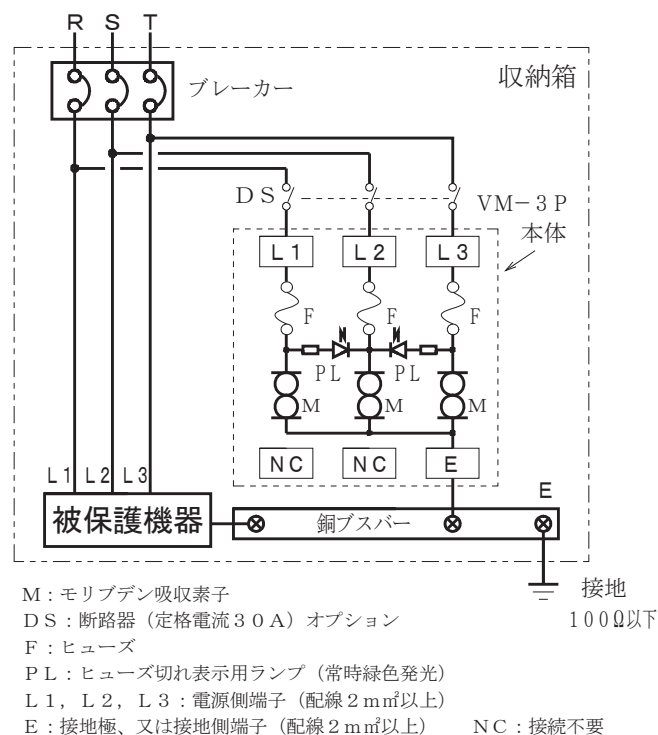 R S T
収納箱
ブレーカー
DS
VM-3P
本体
L1 L2 L3
F F F
PL PL
M M M
NC NC E
L1 L2 L3
E
被保護機器
銅ブスバー
接地
100Ω以下
M：モリブデン吸収素子
DS：断路器（定格電流30A）オプション
F：ヒューズ
PL：ヒューズ切れ表示用ランプ（常時緑色発光）
L1，L2，L3：電源側端子（配線2mm²以上）
E：接地極、又は接地側端子（配線2mm²以上） NC：接続不要